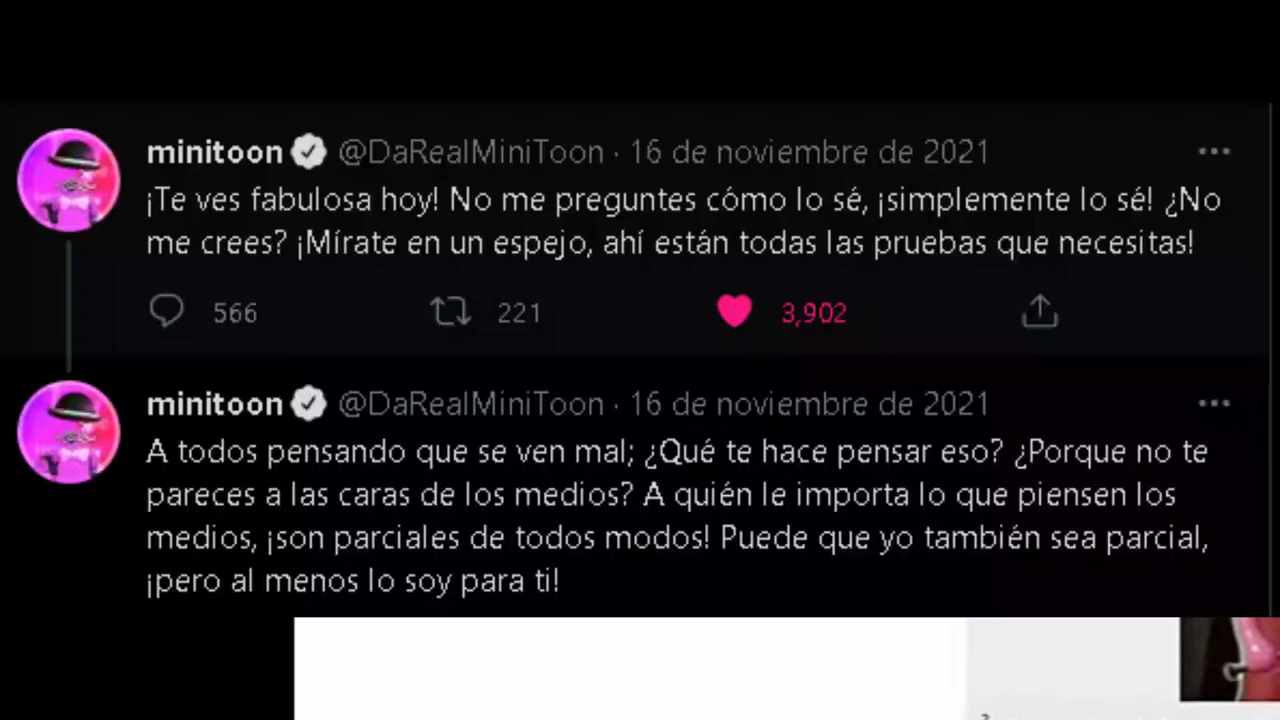 minitoon @DaRealMiniToon · 16 de noviembre de 2021
¡Te ves fabulosa hoy! No me preguntes cómo lo sé, ¡simplemente lo sé! ¿No
me crees? ¡Mírate en un espejo, ahí están todas las pruebas que necesitas!
566 221 3,902
minitoon @DaRealMiniToon · 16 de noviembre de 2021
A todos pensando que se ven mal; ¿Qué te hace pensar eso? ¿Porque no te
pareces a las caras de los medios? A quién le importa lo que piensen los
medios, ¡son parciales de todos modos! Puede que yo también sea parcial,
¡pero al menos lo soy para ti!